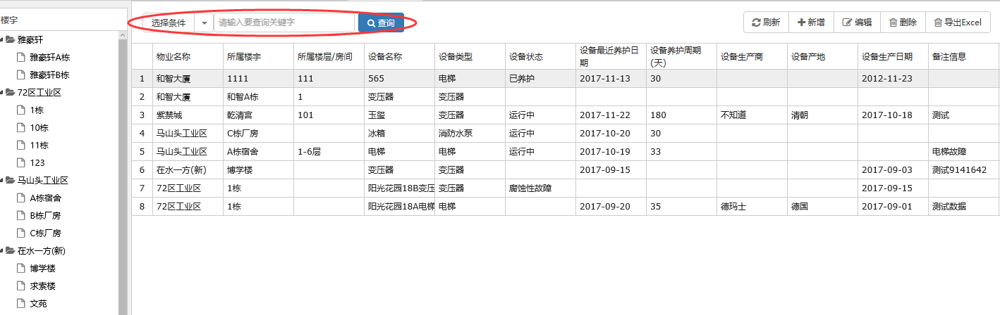 楼宇
雅豪轩
雅豪轩A栋
雅豪轩B栋
72区工业区
1栋
10栋
11栋
123
马山头工业区
A栋宿舍
B栋厂房
C栋厂房
在水一方(新)
博学楼
求索楼
文苑
选择条件 请输入要查询关键字 查询 刷新 新增 编辑 删除 导出Excel
物业名称 所属楼宇 所属楼层/房间 设备名称 设备类型 设备状态 设备最近养护日期 设备养护周期(天) 设备生产商 设备产地 设备生产日期 备注信息
1 和智大厦 1111 111 565 电梯 已养护 2017-11-13 30 2012-11-23
2 和智大厦 和智A栋 1 变压器 变压器
3 紫禁城 乾清宫 101 玉玺 变压器 运行中 2017-11-22 180 不知道 清朝 2017-10-18 测试
4 马山头工业区 C栋厂房 冰箱 消防水泵 运行中 2017-10-20 30
5 马山头工业区 A栋宿舍 1-6层 电梯 电梯 运行中 2017-10-19 33 电梯故障
6 在水一方(新) 博学楼 变压器 变压器 2017-09-15 2017-09-03 测试9141642
7 72区工业区 1栋 阳光花园18B变压 变压器 腐蚀性故障 2017-09-15
8 72区工业区 1栋 阳光花园18A电梯 电梯 2017-09-20 35 德玛士 德国 2017-09-01 测试数据